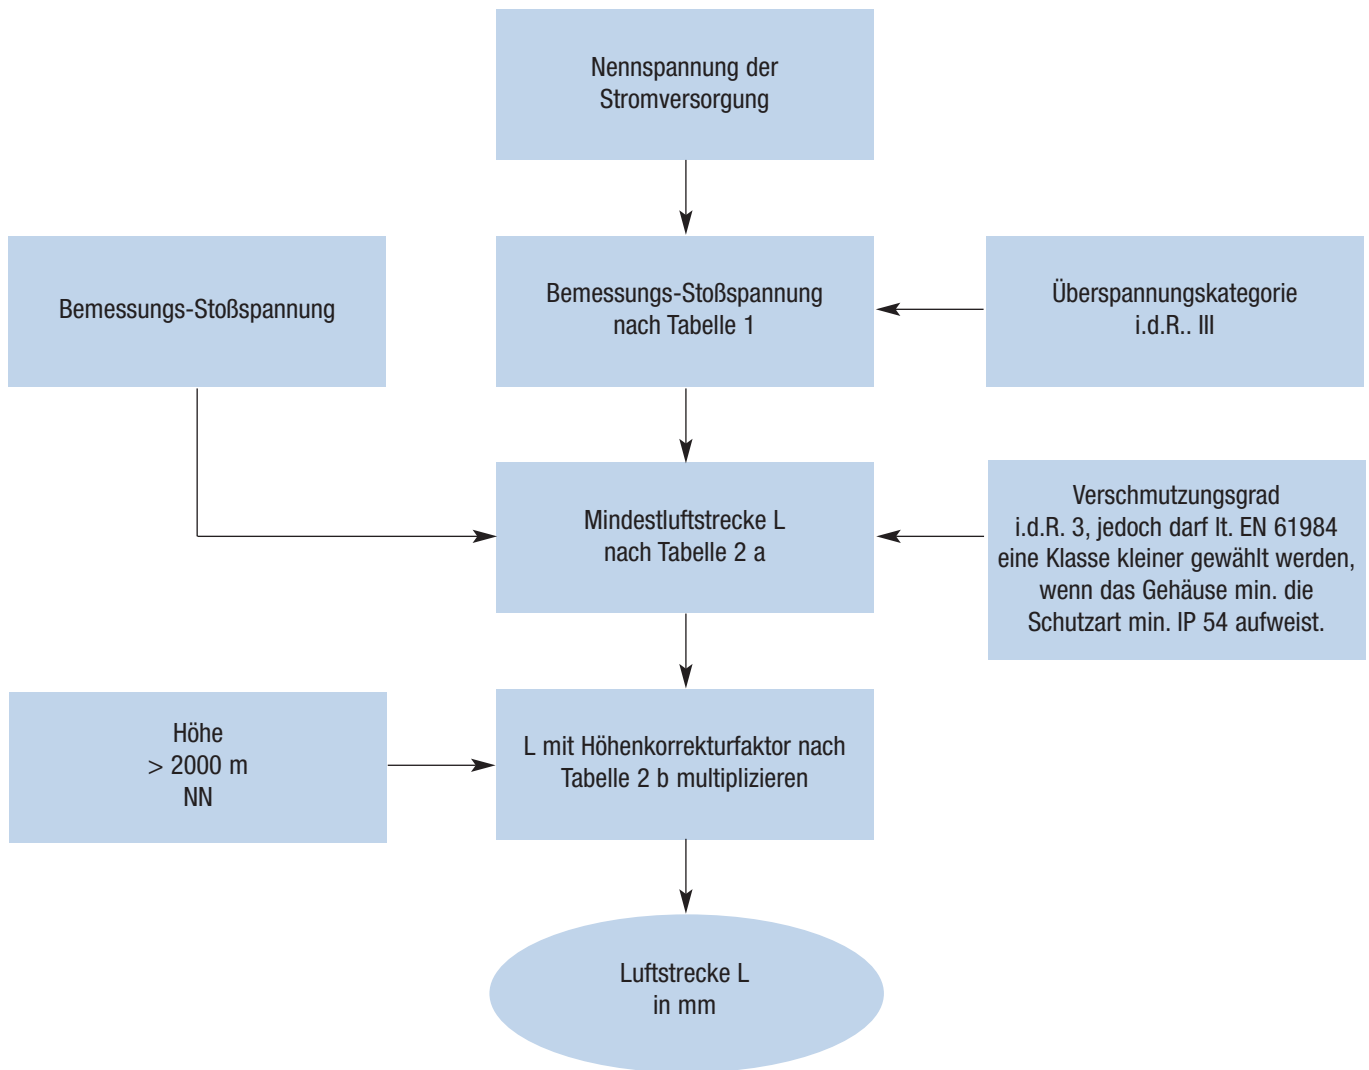 Nennspannung der
Stromversorgung
Bemessungs-Stoßspannung
Bemessungs-Stoßspannung
nach Tabelle 1
Überspannungskategorie
i.d.R.. III
Mindestluftstrecke L
nach Tabelle 2 a
Verschmutzungsgrad
i.d.R. 3, jedoch darf lt. EN 61984
eine Klasse kleiner gewählt werden,
wenn das Gehäuse min. die
Schutzart min. IP 54 aufweist.
Höhe
> 2000 m
NN
L mit Höhenkorrekturfaktor nach
Tabelle 2 b multiplizieren
Luftstrecke L
in mm